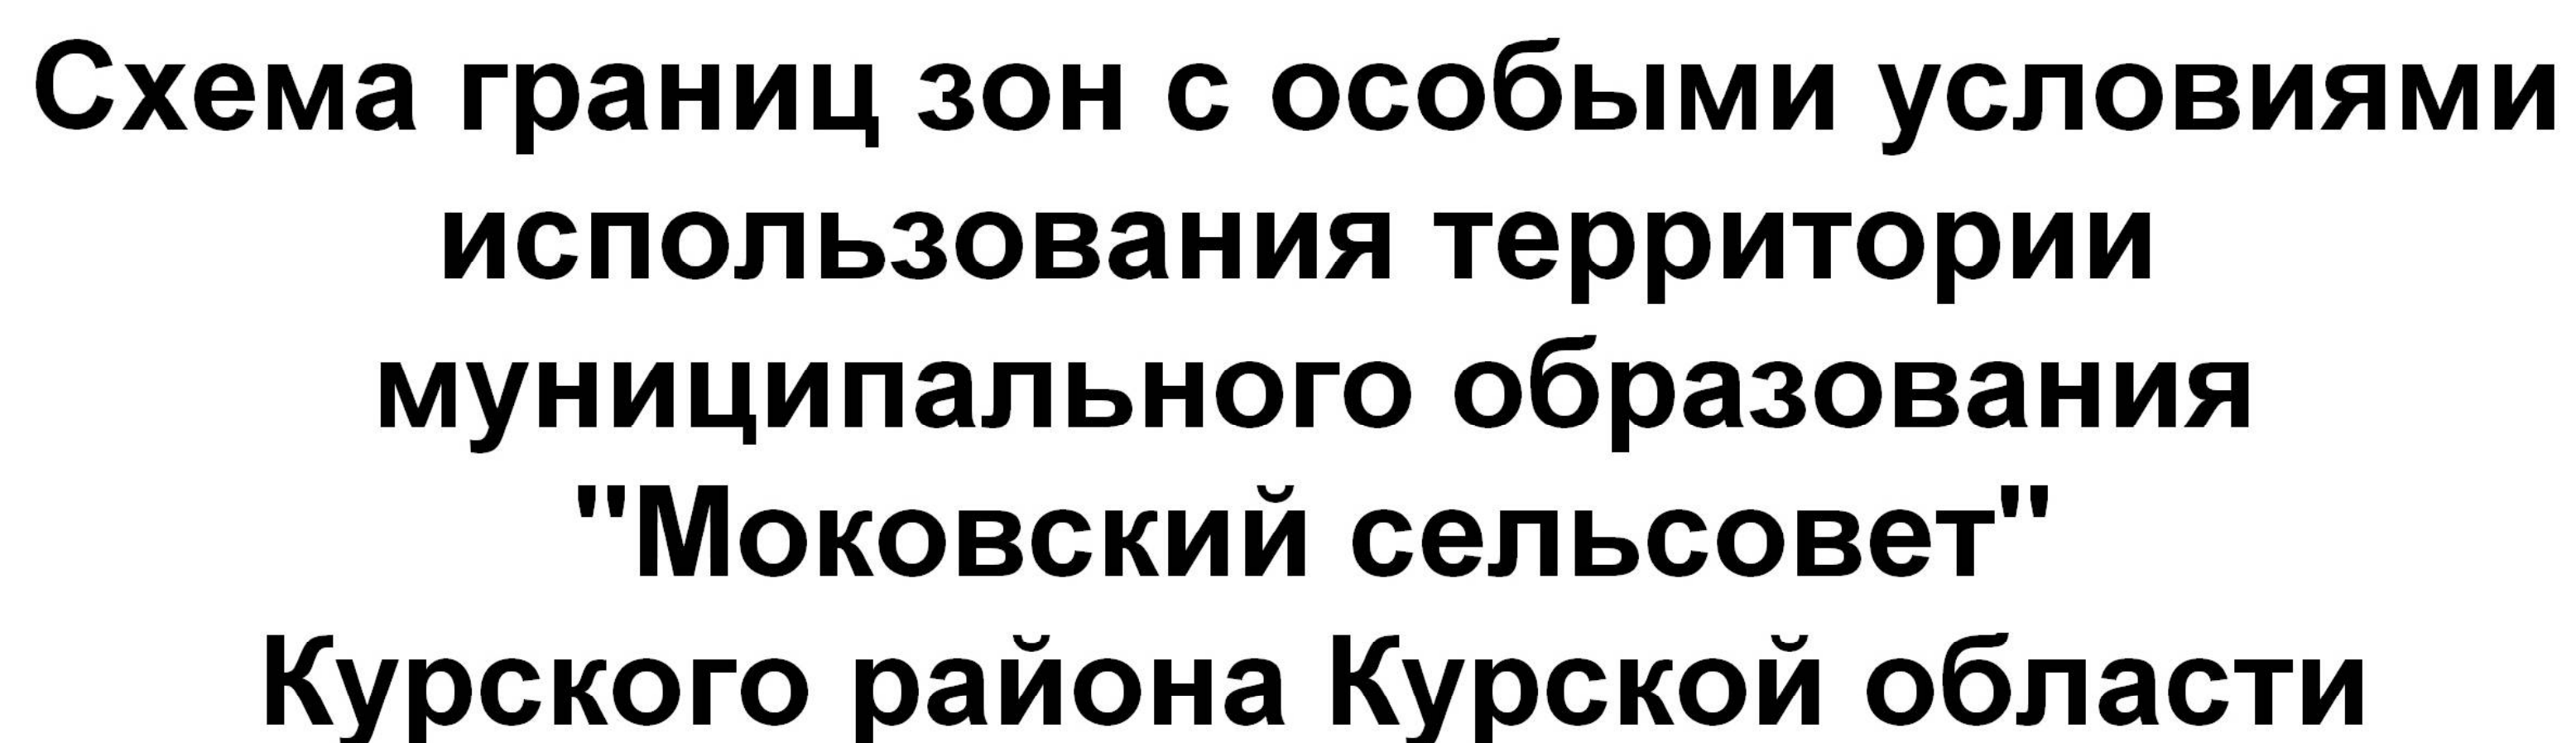 Схема границ зон с особыми условиями
использования территории
муниципального образования
"Моковский сельсовет"
Курского района Курской области